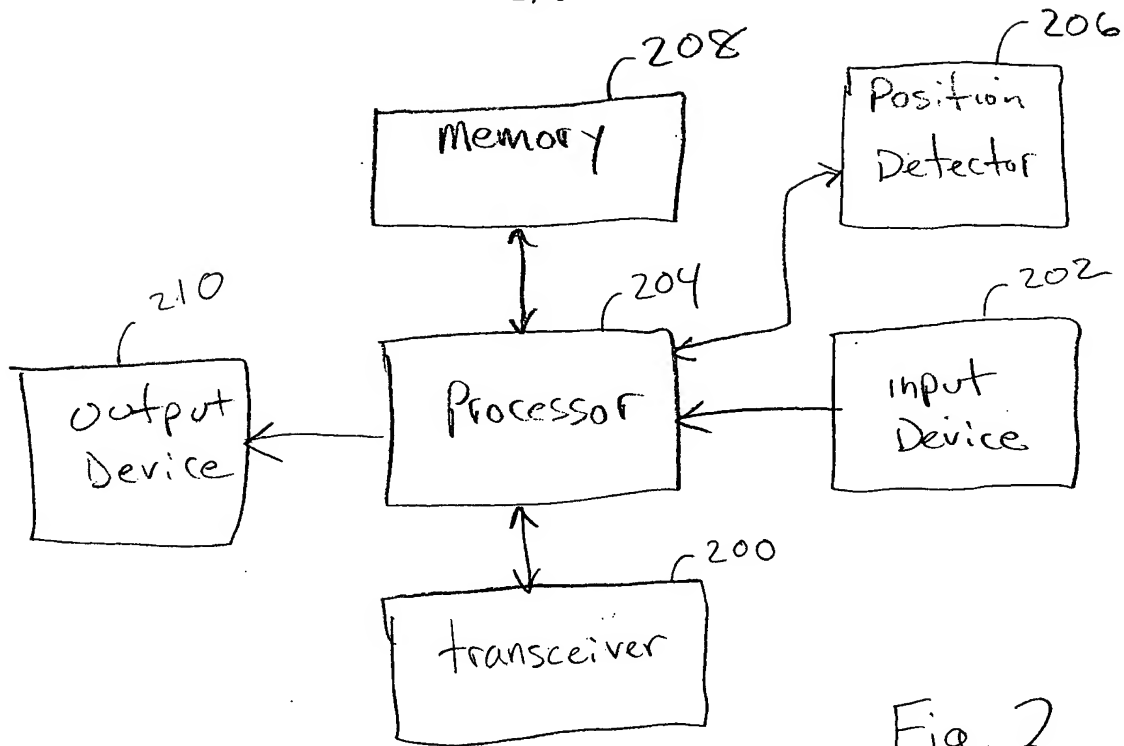 208
206
Memory
Position
Detector
210
204
202
Output
Device
Processor
input
Device
200
transceiver
Fig. 2